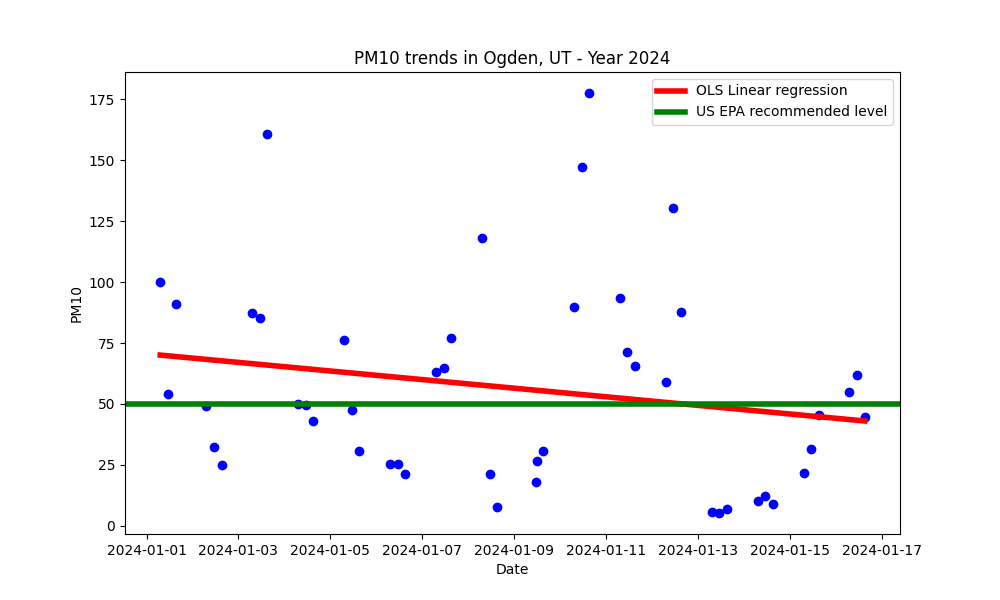 PM10 trends in Ogden, UT - Year 2024
OLS Linear regression
US EPA recommended level
175
150
125
100
75
50
25
0
PM10
2024-01-01 2024-01-03 2024-01-05 2024-01-07 2024-01-09 2024-01-11 2024-01-13 2024-01-15 2024-01-17
Date